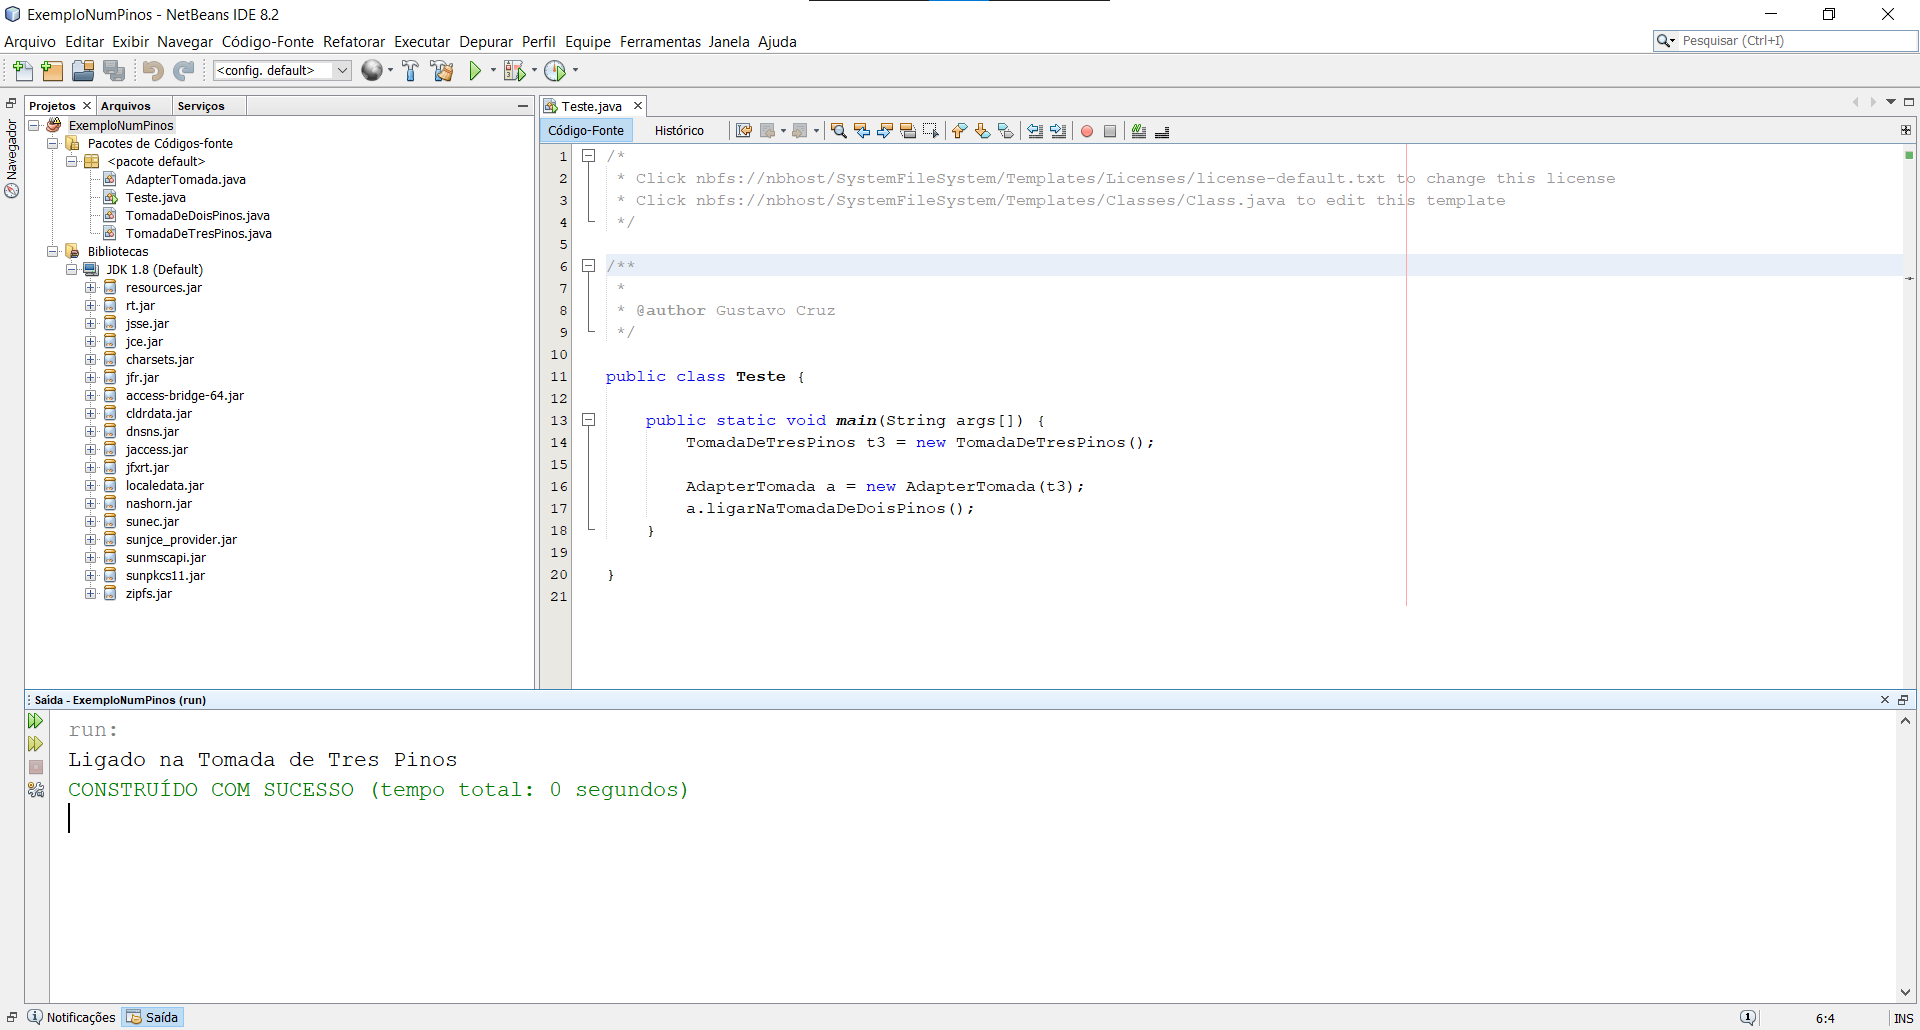 ExemploNumPinos - NetBeans IDE 8.2
Arquivo Editar Exibir Navegar Código-Fonte Refatorar Executar Depurar Perfil Equipe Ferramentas Janela Ajuda
Pesquisar (Ctrl+I)
<config. default>
Navegador
Projetos Arquivos Serviços
ExemploNumPinos
Pacotes de Códigos-fonte
<pacote default>
AdapterTomada.java
Teste.java
TomadaDeDoisPinos.java
TomadaDeTresPinos.java
Bibliotecas
JDK 1.8 (Default)
resources.jar
rt.jar
jsse.jar
jce.jar
charsets.jar
jfr.jar
access-bridge-64.jar
cldrdata.jar
dnsns.jar
jaccess.jar
jfxrt.jar
localedata.jar
nashorn.jar
sunec.jar
sunjce_provider.jar
sunmscapi.jar
sunpkcs11.jar
zipfs.jar
Teste.java
Código-Fonte Histórico
1 /*
2 * Click nbfs://nbhost/SystemFileSystem/Templates/Licenses/license-default.txt to change this license
3 * Click nbfs://nbhost/SystemFileSystem/Templates/Classes/Class.java to edit this template
4 */
5
6 /**
7 *
8 * @author Gustavo Cruz
9 */
10
11 public class Teste {
12
13 public static void main(String args[]) {
14 TomadaDeTresPinos t3 = new TomadaDeTresPinos();
15
16 AdapterTomada a = new AdapterTomada(t3);
17 a.ligarNaTomadaDeDoisPinos();
18 }
19
20 }
21
Saída - ExemploNumPinos (run)
run:
Ligado na Tomada de Tres Pinos
CONSTRUÍDO COM SUCESSO (tempo total: 0 segundos)
Notificações Saída
6:4 INS